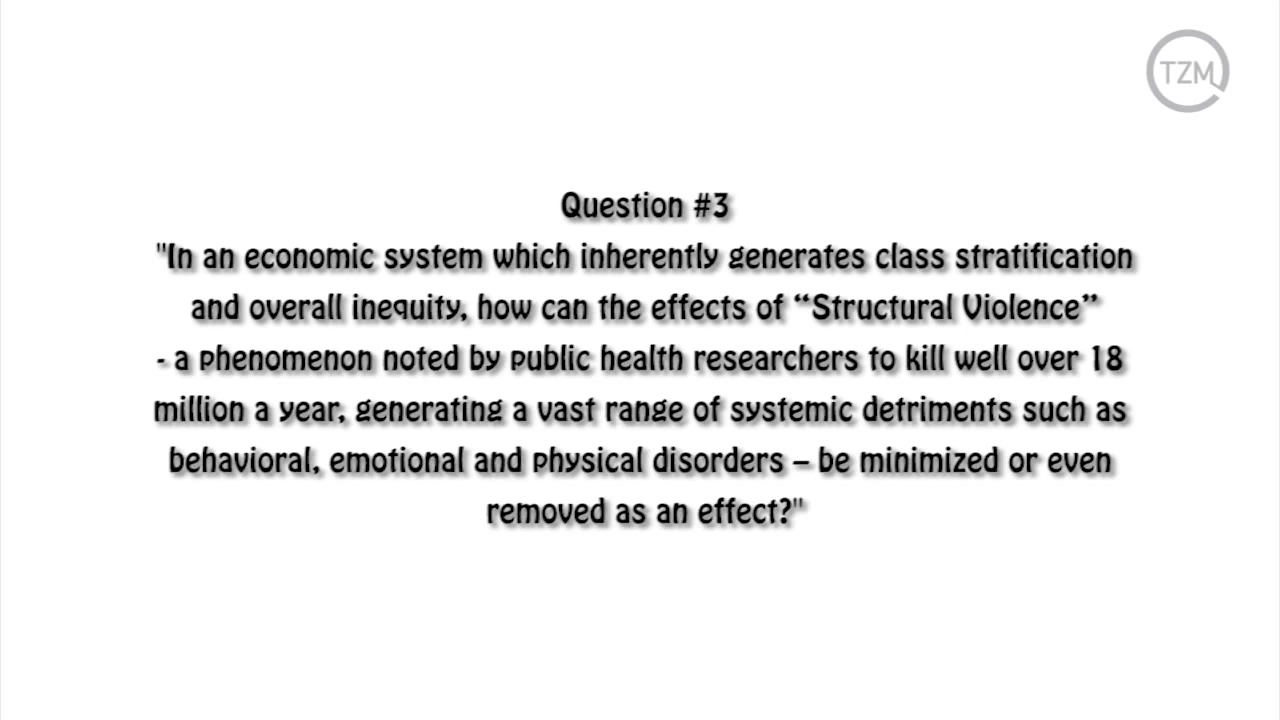 TZM
Question #3
"In an economic system which inherently generates class stratification
and overall inequity, how can the effects of “Structural Violence”
- a phenomenon noted by public health researchers to kill well over 18
million a year, generating a vast range of systemic detriments such as
behavioral, emotional and physical disorders – be minimized or even
removed as an effect?"